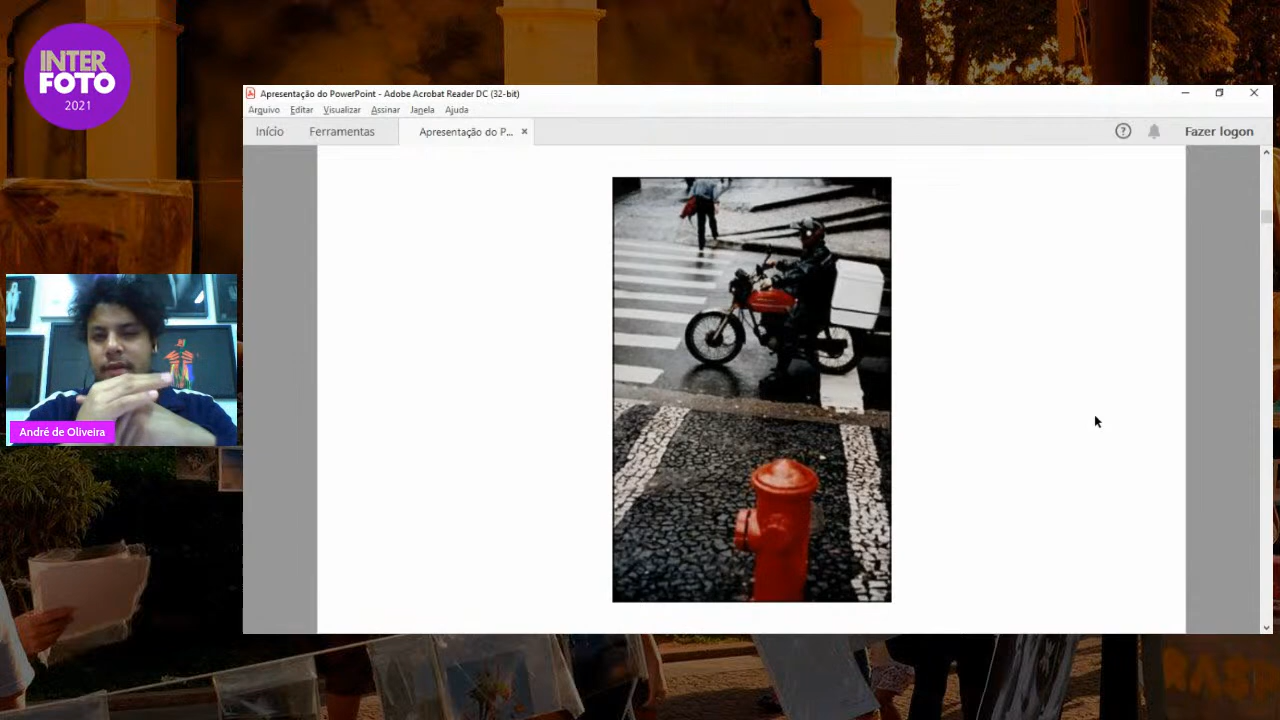 INTER
FOTO
2021
Apresentação do PowerPoint - Adobe Acrobat Reader DC (32-bit)
Arquivo Editar Visualizar Assinar Janela Ajuda
Início Ferramentas Apresentação do P... × Fazer logon
André de Oliveira